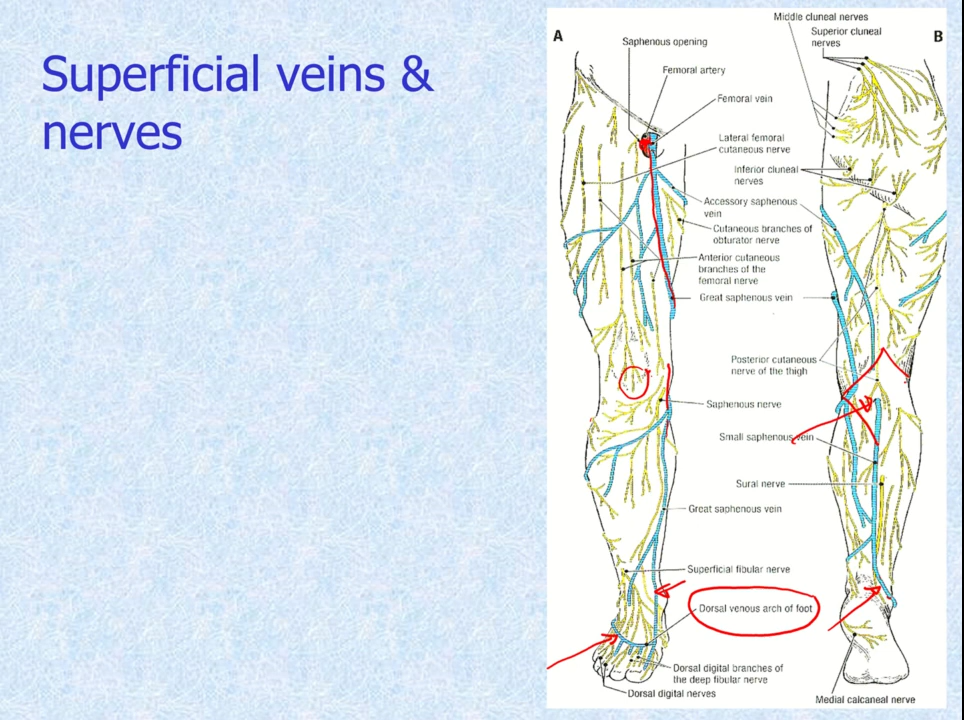 Superficial veins &
nerves
A
B
Middle cluneal nerves
Superior cluneal
nerves
Saphenous opening
Femoral artery
Femoral vein
Lateral femoral
cutaneous nerve
Inferior cluneal
nerves
Accessory saphenous
vein
Cutaneous branches of
obturator nerve
Anterior cutaneous
branches of the
femoral nerve
Great saphenous vein
Posterior cutaneous
nerve of the thigh
Saphenous nerve
Small saphenous vein
Sural nerve
Great saphenous vein
Superficial fibular nerve
Dorsal venous arch of foot
Dorsal digital branches of
the deep fibular nerve
Dorsal digital nerves
Medial calcaneal nerve